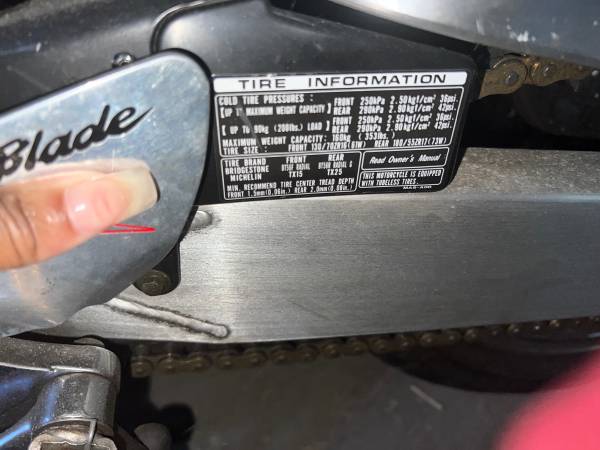 Blade
TIRE INFORMATION
COLD TIRE PRESSURES : FRONT 250kPa 2.50kgf/cm² 36psi.
[UP TO MAXIMUM WEIGHT CAPACITY] REAR 290kPa 2.90kgf/cm² 42psi.
FRONT 250kPa 2.50kgf/cm² 36psi.
[UP TO 90kg (200lbs.) LOAD] REAR 290kPa 2.90kgf/cm² 42psi.
MAXIMUM WEIGHT CAPACITY: 160kg (353lbs.)
TIRE SIZE : FRONT 130/70ZR16(61W) REAR 180/55ZR17(73W)
TIRE BRAND FRONT REAR
BRIDGESTONE RADIAL RADIAL
MICHELIN TX15 TX25
MIN. RECOMMEND TIRE CENTER TREAD DEPTH
FRONT 1.5mm(0.06in.) REAR 2.0mm(0.08in.)
Read Owner's Manual
THIS MOTORCYCLE IS EQUIPPED
WITH TUBELESS TIRES.